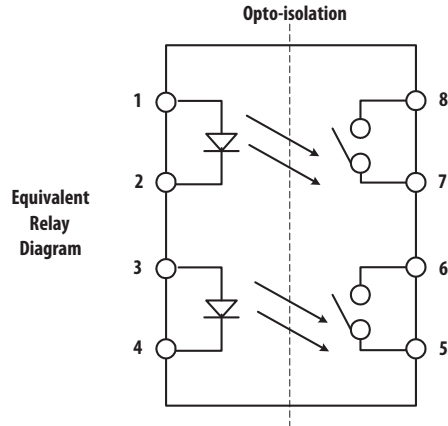 Opto-isolation
1
8
2
7
Equivalent
Relay
Diagram
3
6
4
5